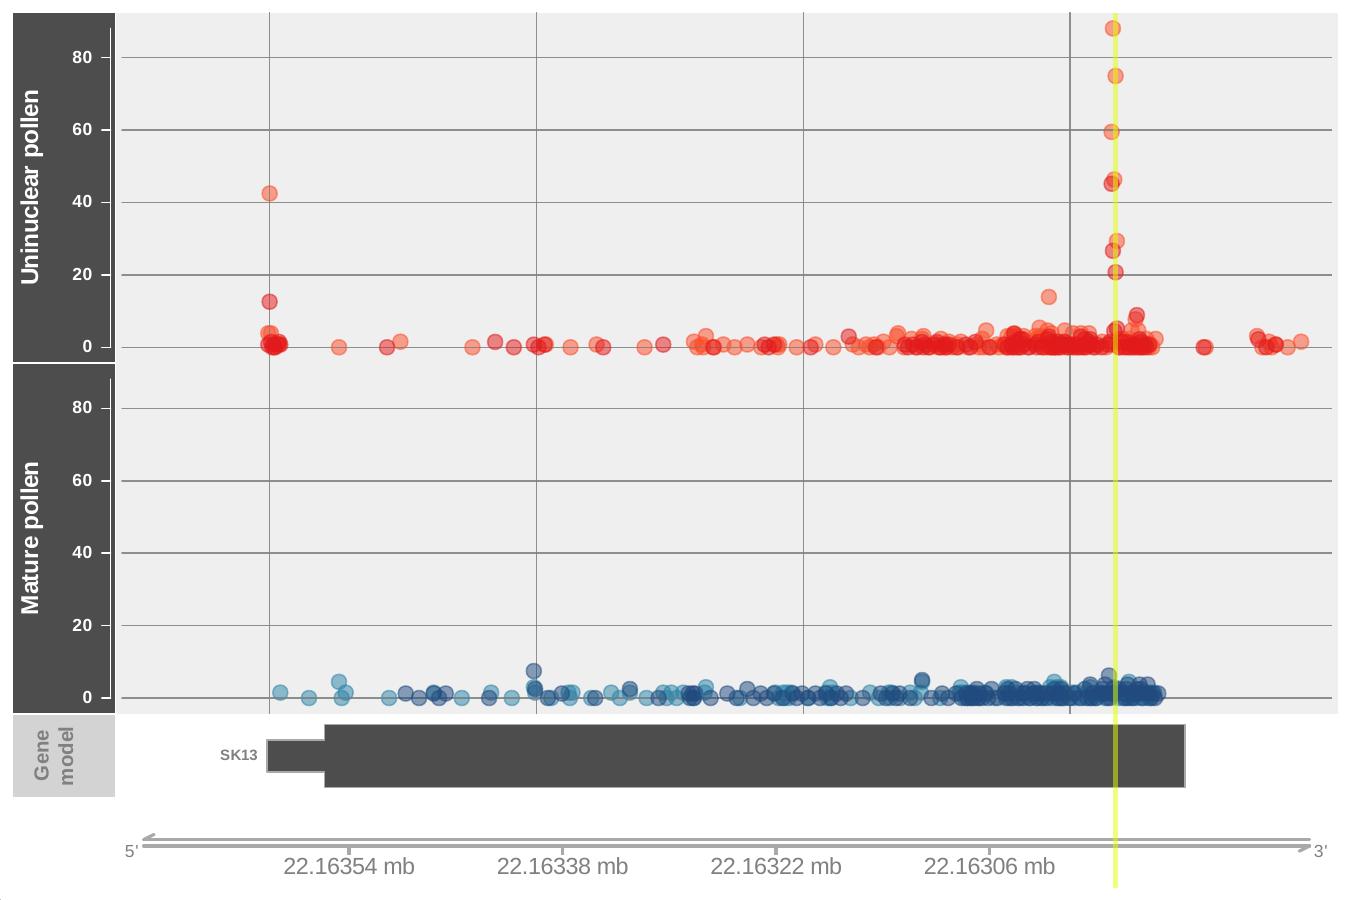 Uninuclear pollen
80
60
40
20
0
Mature pollen
80
60
40
20
0
Gene
model
SK13
5'
3'
22.16354 mb
22.16338 mb
22.16322 mb
22.16306 mb